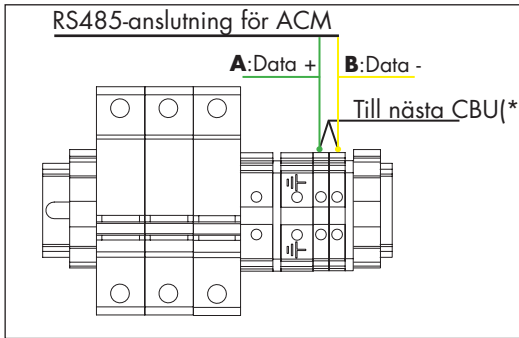 RS485-anslutning för ACM
A:Data +
B:Data -
Till nästa CBU(*